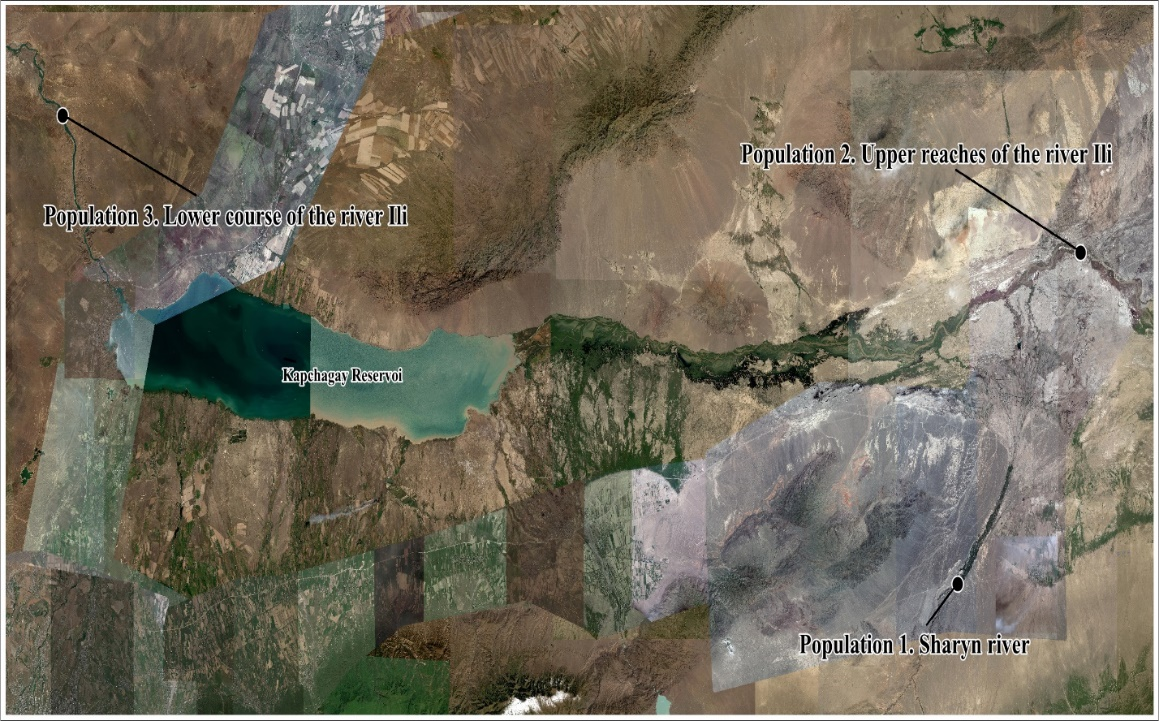 Population 2. Upper reaches of the river Ili
Population 3. Lower course of the river Ili
Kapchagay Reservoi
Population 1. Sharyn river